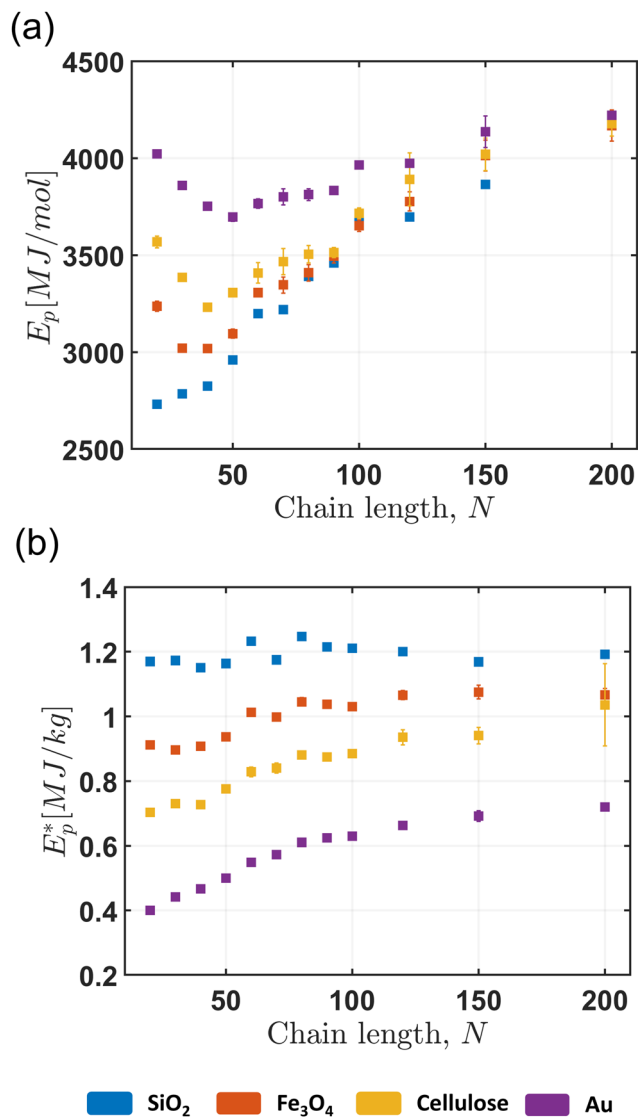 (a)
4500
4000
3500
3000
2500
E_p[MJ/mol]
50 100 150 200
Chain length, N
(b)
1.4
1.2
1
0.8
0.6
0.4
0.2
E_p^*[MJ/kg]
50 100 150 200
Chain length, N
SiO₂ Fe₃O₄ Cellulose Au